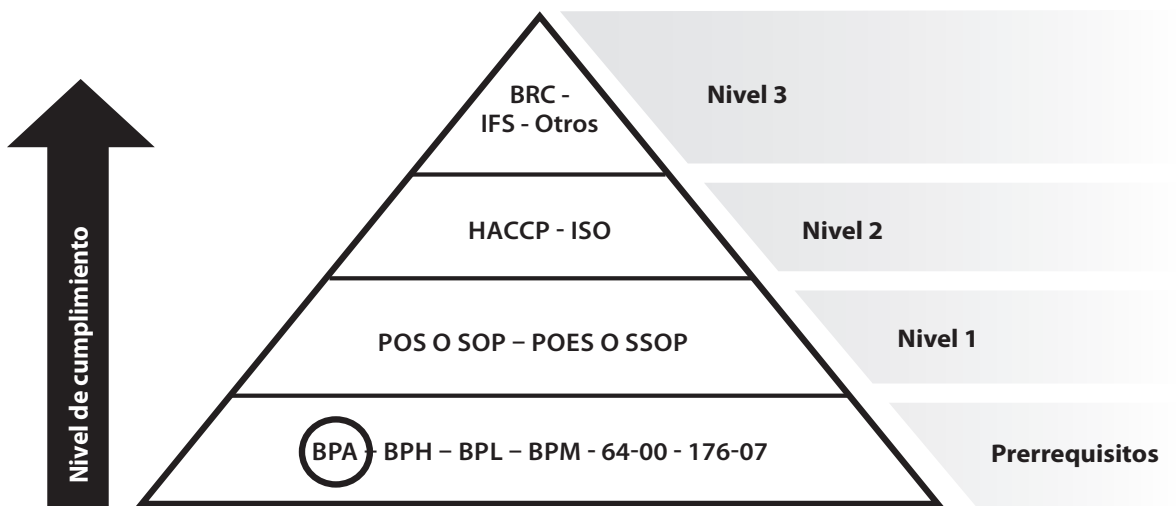 BRC -
IFS - Otros
Nivel 3
HACCP - ISO
Nivel 2
POS O SOP – POES O SSOP
Nivel 1
BPA – BPH – BPL – BPM - 64-00 - 176-07
Prerrequisitos
Nivel de cumplimiento